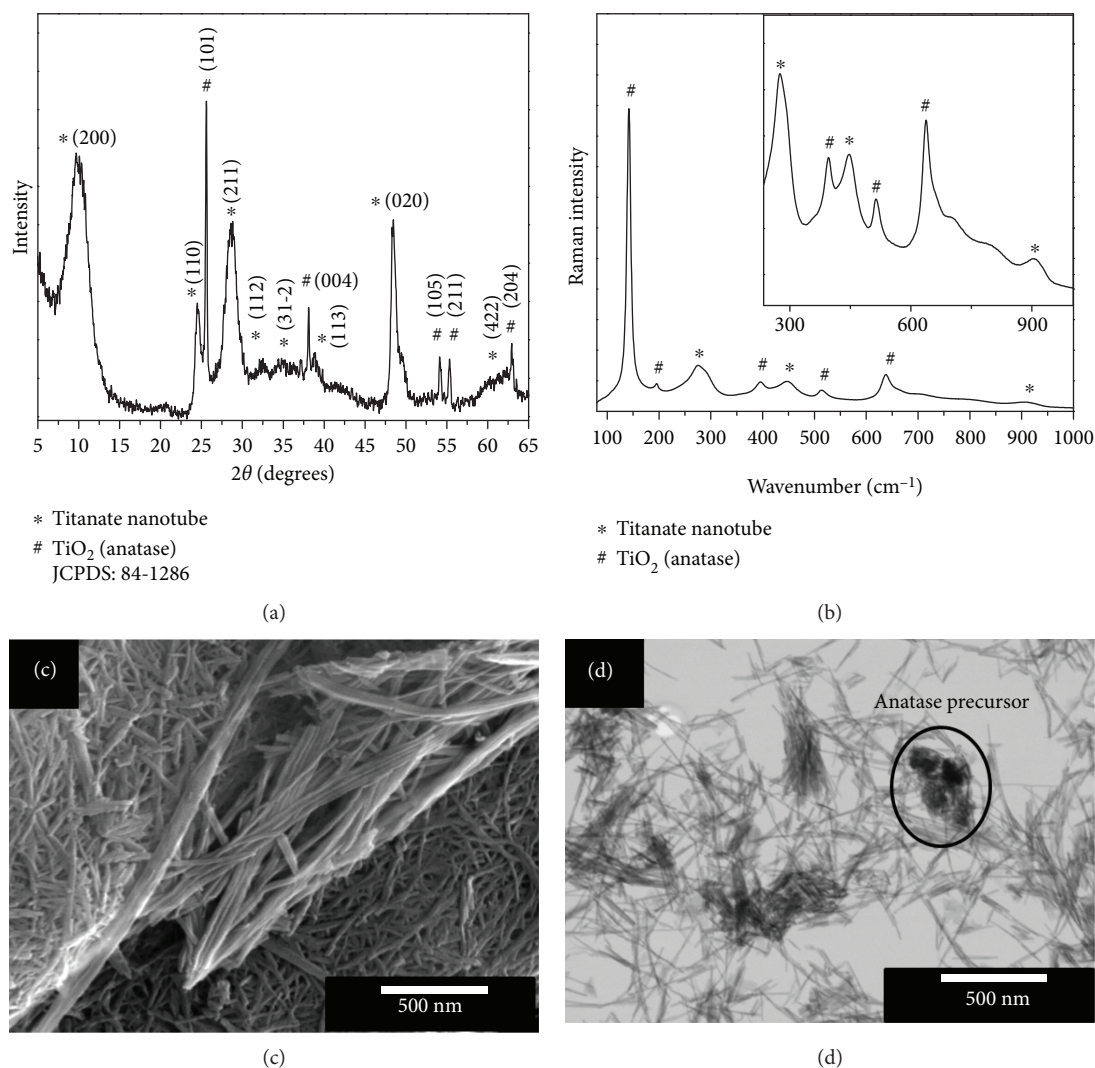 Intensity
* (200)
* (110)
# (101)
* (211)
* (112)
* (31-2)
# (004)
* (113)
* (020)
# (105)
# (211)
* (422)
# (204)
5 10 15 20 25 30 35 40 45 50 55 60 65
2θ (degrees)
* Titanate nanotube
# TiO₂ (anatase)
JCPDS: 84-1286
(a)
Raman intensity
#
#
*
#
*
#
#
*
*
#
*
#
#
*
300 600 900
100 200 300 400 500 600 700 800 900 1000
Wavenumber (cm⁻¹)
* Titanate nanotube
# TiO₂ (anatase)
(b)
(c)
500 nm
(c)
(d)
Anatase precursor
500 nm
(d)